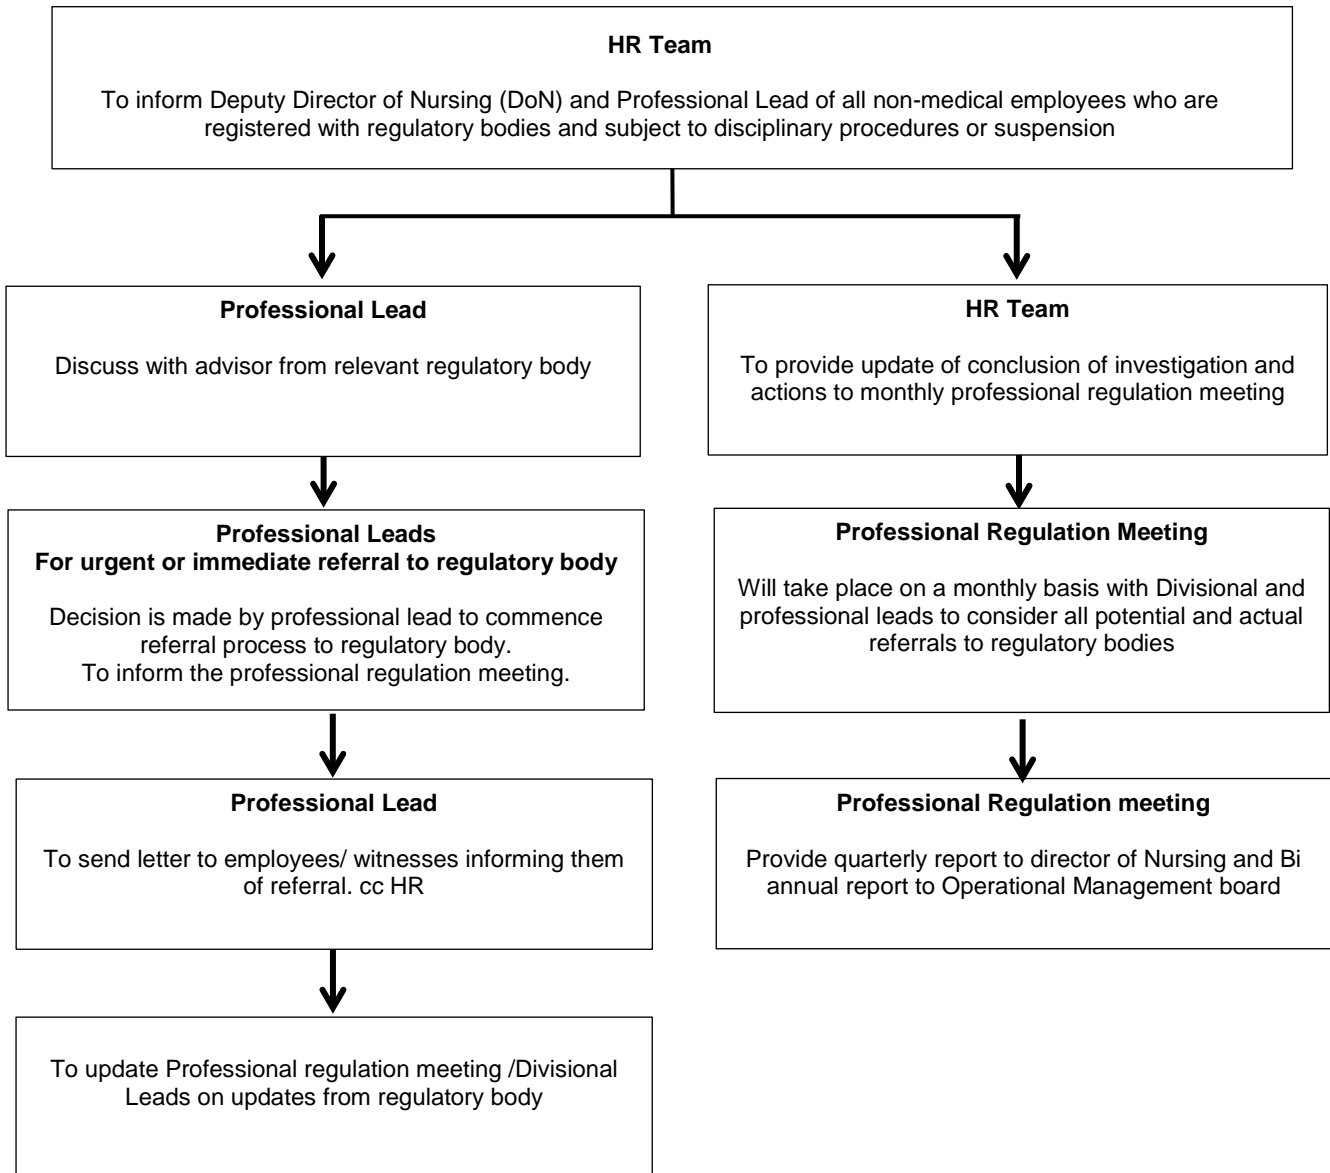 HR Team
To inform Deputy Director of Nursing (DoN) and Professional Lead of all non-medical employees who are
registered with regulatory bodies and subject to disciplinary procedures or suspension
Professional Lead
Discuss with advisor from relevant regulatory body
HR Team
To provide update of conclusion of investigation and
actions to monthly professional regulation meeting
Professional Leads
For urgent or immediate referral to regulatory body
Decision is made by professional lead to commence
referral process to regulatory body.
To inform the professional regulation meeting.
Professional Regulation Meeting
Will take place on a monthly basis with Divisional and
professional leads to consider all potential and actual
referrals to regulatory bodies
Professional Lead
To send letter to employees/ witnesses informing them
of referral. cc HR
Professional Regulation meeting
Provide quarterly report to director of Nursing and Bi
annual report to Operational Management board
To update Professional regulation meeting /Divisional
Leads on updates from regulatory body